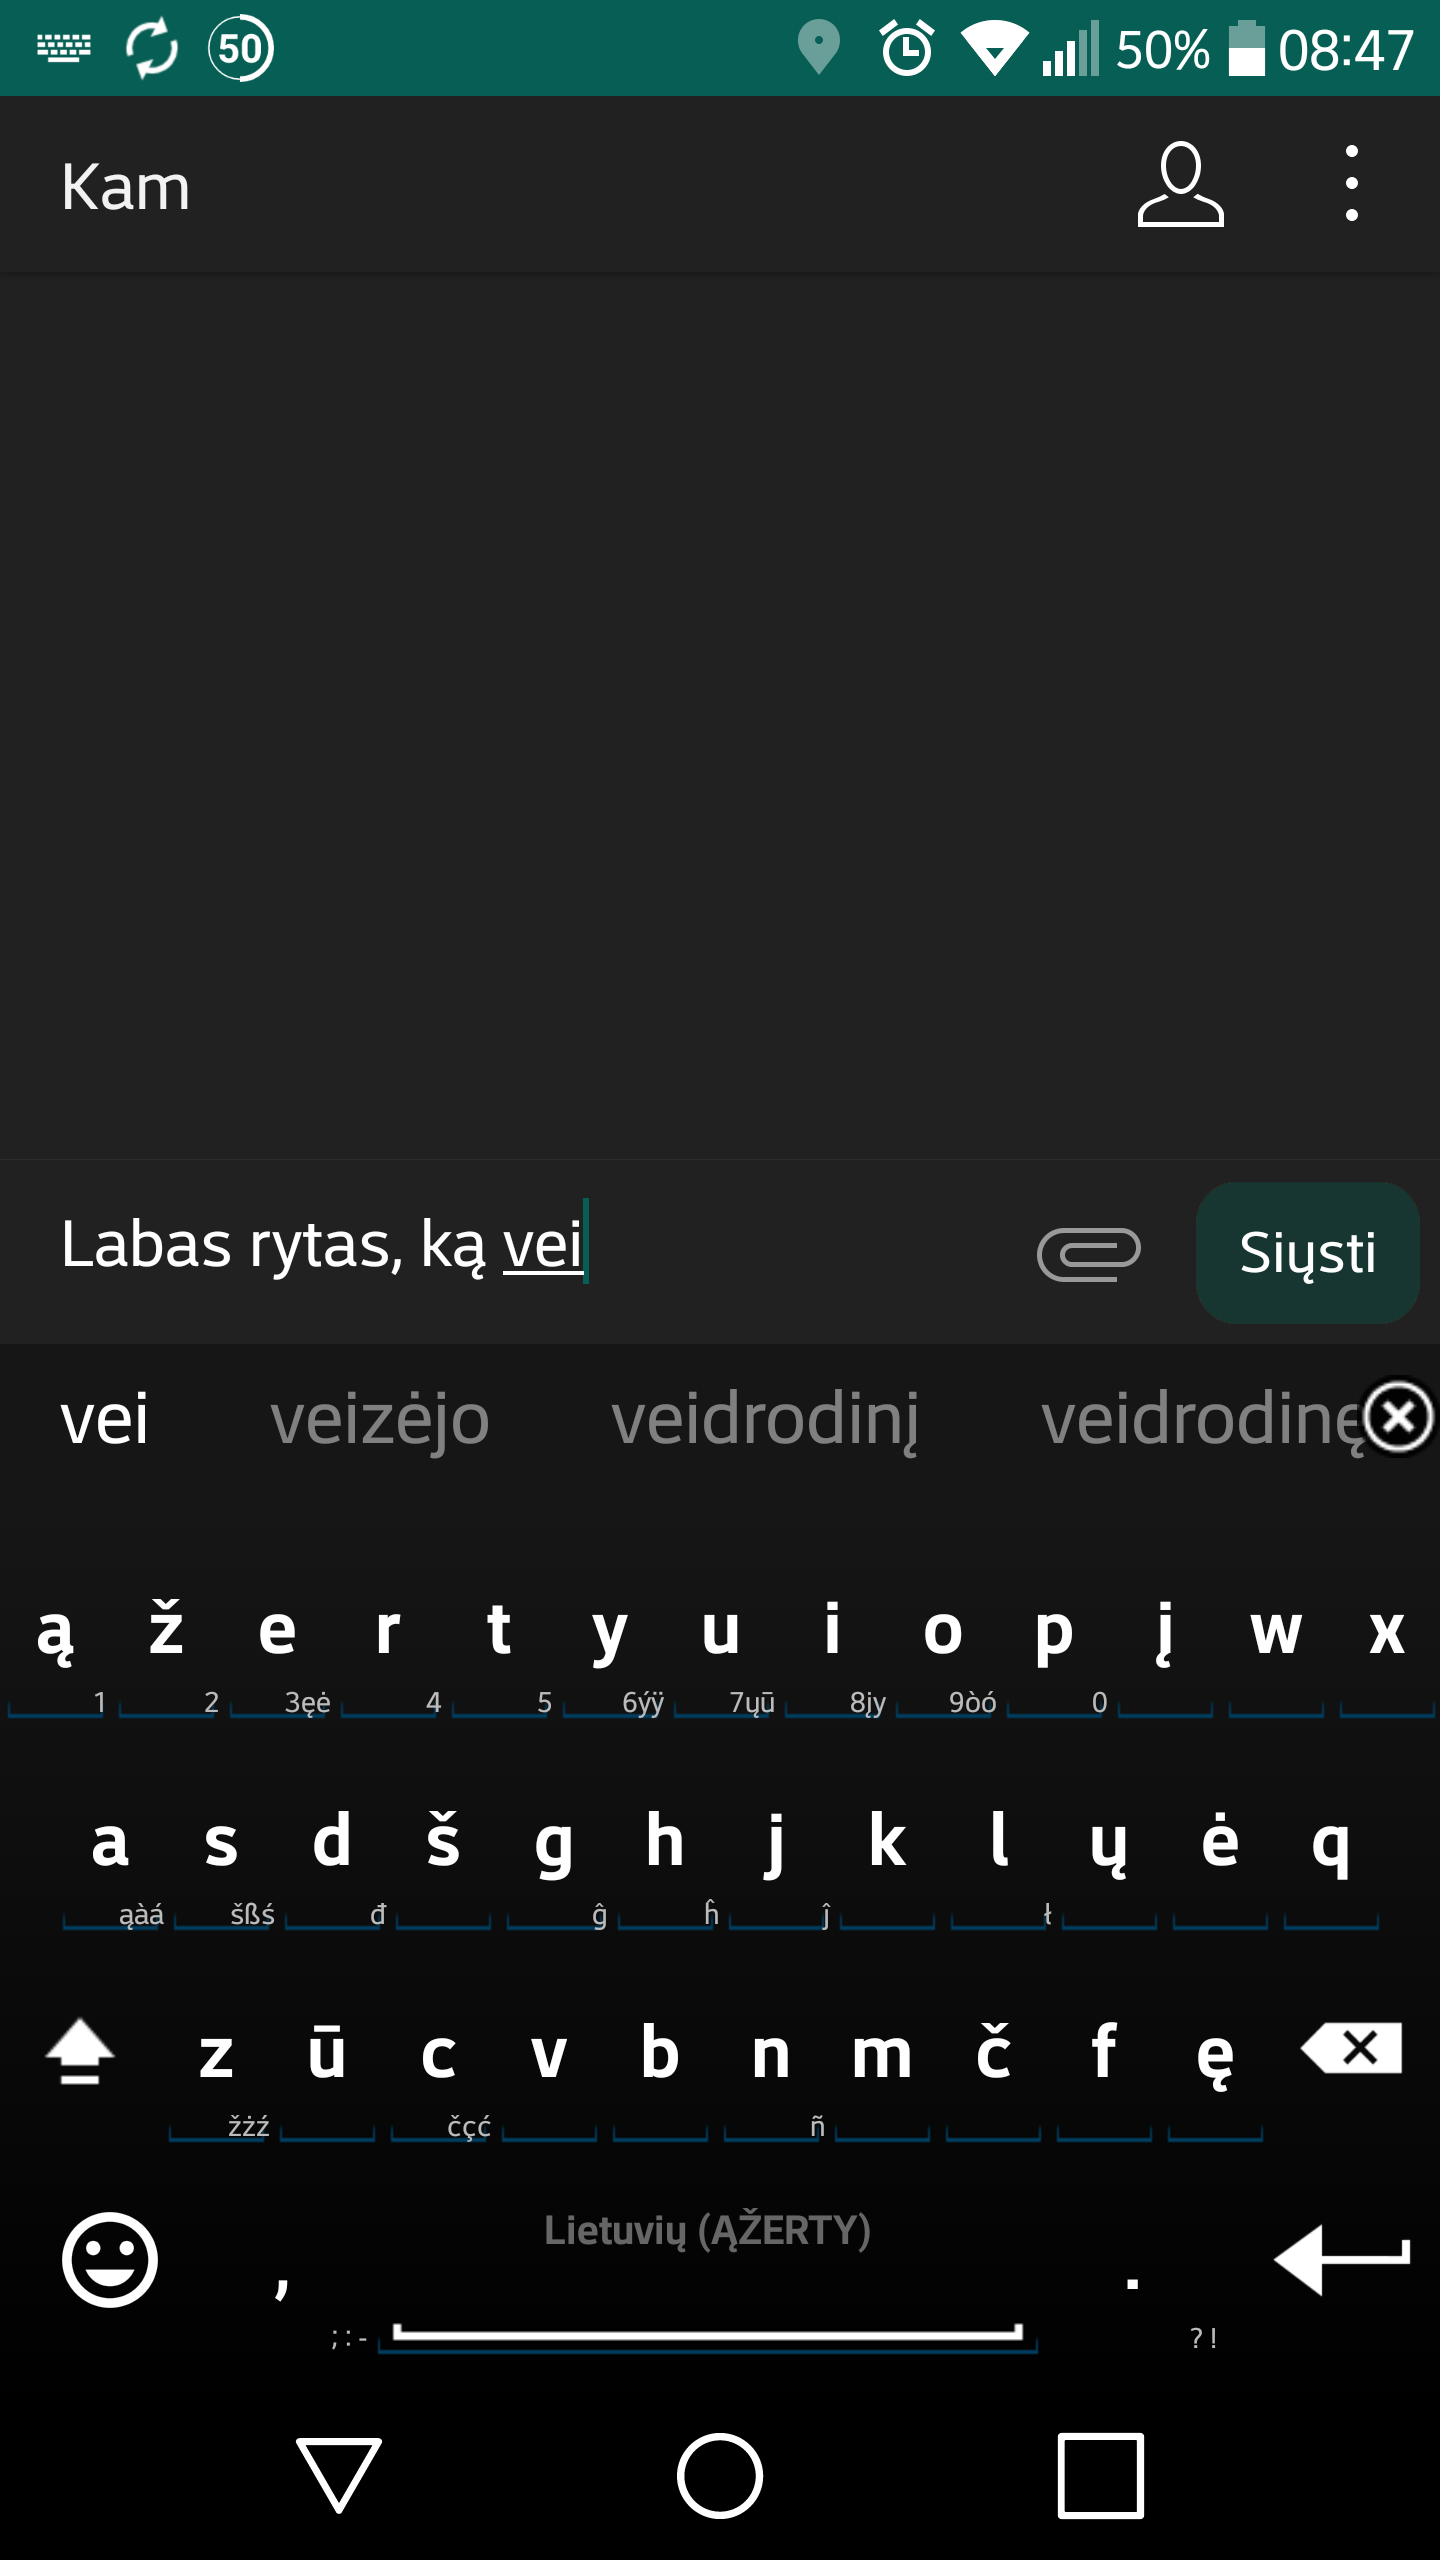 50 50% 08:47
Kam
Labas rytas, ką vei
Siųsti
vei veizėjo veidrodinį veidrodinę
ą ž e r t y u i o p į w x
1 2 3ęė 4 5 6ýÿ 7ųū 8įy 9òó 0
a s d š g h j k l ų ė q
ąàá šßś đ ĝ ĥ ĵ ł
z ū c v b n m č f ę
žżź čçć ñ
Lietuvių (ĄŽERTY)
, .
; : - ? !